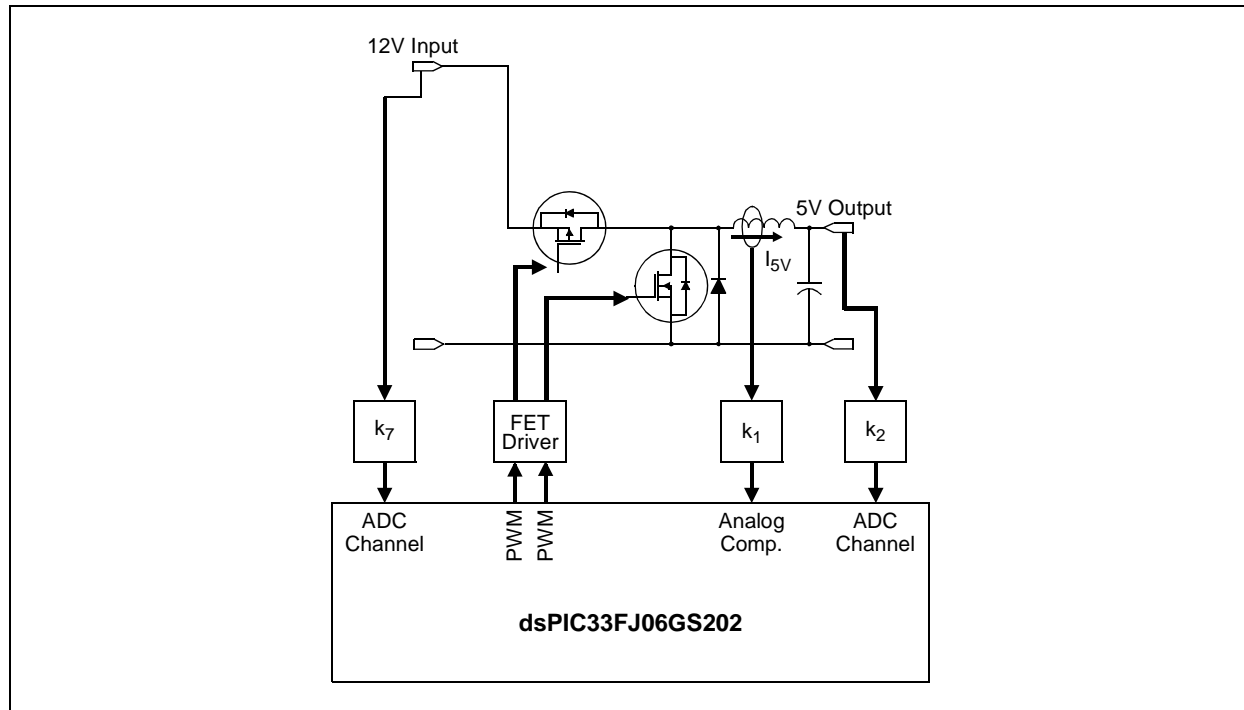 12V Input
5V Output
I5V
k7
FET
Driver
k1
k2
ADC
Channel
PWM
PWM
Analog
Comp.
ADC
Channel
dsPIC33FJ06GS202